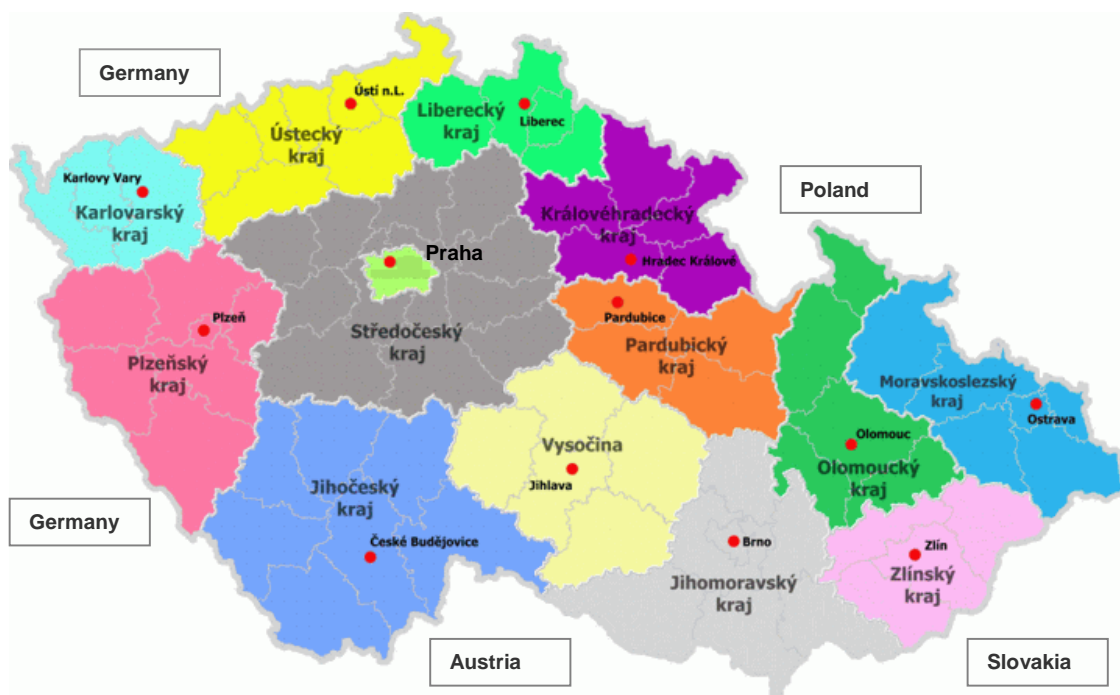 Germany
Ústí n.L.
Liberecký
kraj
Liberec
Ústecký
kraj
Karlovy Vary
Karlovarský
kraj
Poland
Královéhradecký
kraj
Hradec Králové
Praha
Plzeň
Plzeňský
kraj
Středočeský
kraj
Pardubice
Pardubický
kraj
Moravskoslezský
kraj
Ostrava
Olomouc
Olomoucký
kraj
Vysočina
Jihlava
Jihočeský
kraj
Germany
České Budějovice
Brno
Jihomoravský
kraj
Zlín
Zlínský
kraj
Austria
Slovakia